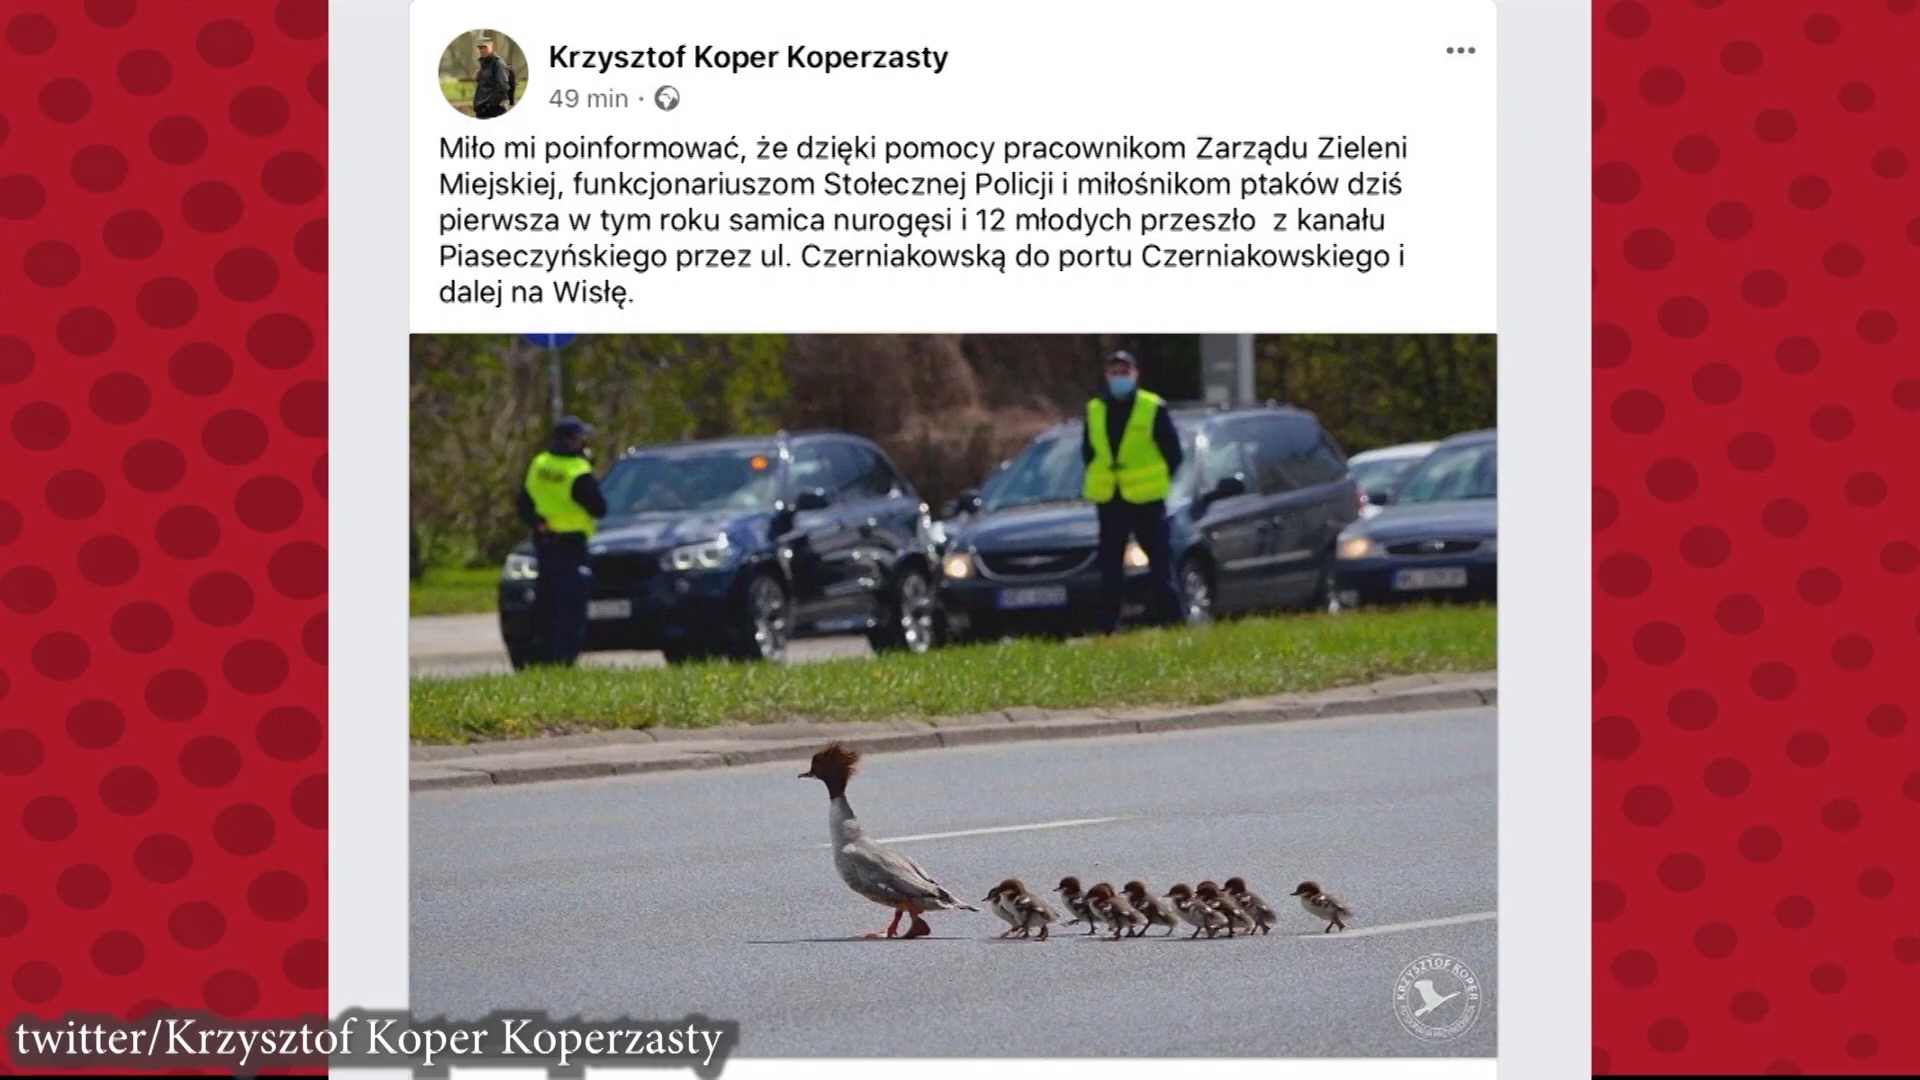 Krzysztof Koper Koperzasty
49 min ·
Miło mi poinformować, że dzięki pomocy pracownikom Zarządu Zieleni
Miejskiej, funkcjonariuszom Stołecznej Policji i miłośnikom ptaków dziś
pierwsza w tym roku samica nurogęsi i 12 młodych przeszło z kanału
Piaseczyńskiego przez ul. Czerniakowską do portu Czerniakowskiego i
dalej na Wisłę.
KRZYSZTOF KOPER
twitter/Krzysztof Koper Koperzasty